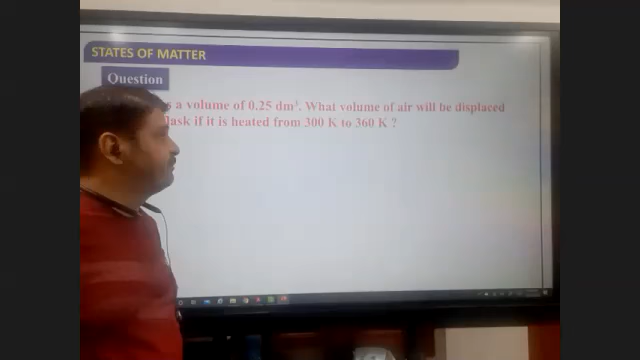 STATES OF MATTER
Question
s a volume of 0.25 dm³. What volume of air will be displaced
flask if it is heated from 300 K to 360 K ?